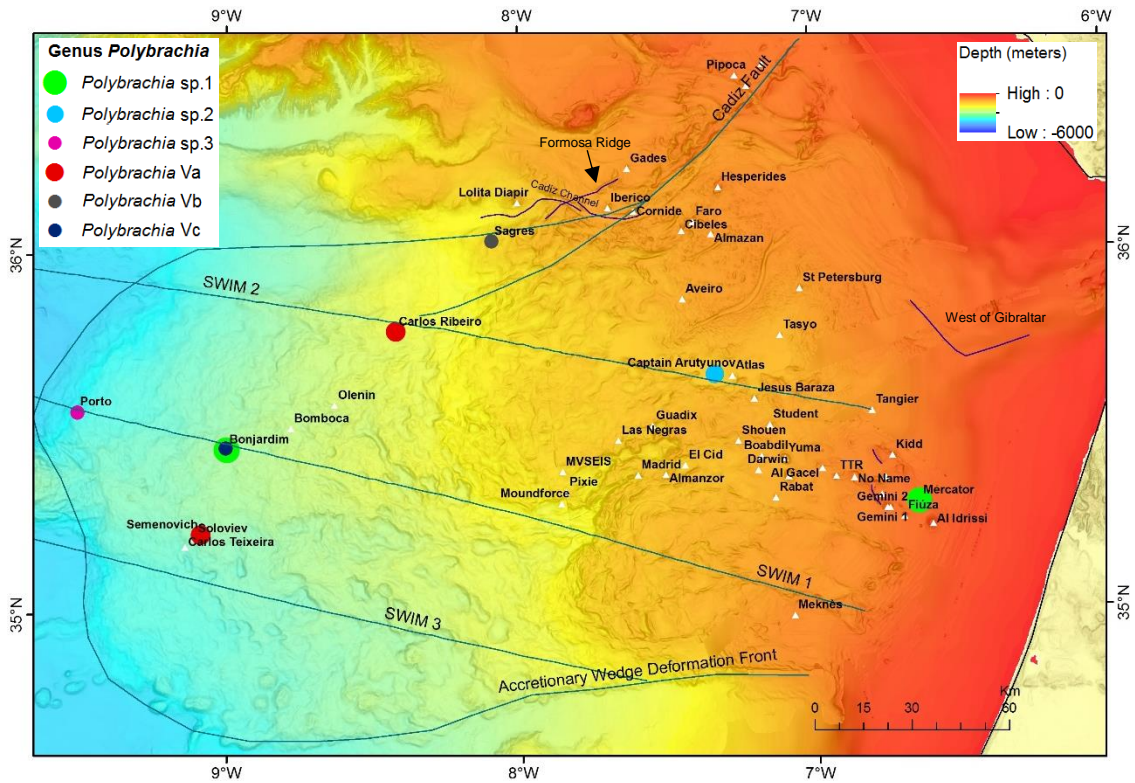 9°W
8°W
7°W
6°W
Genus Polybrachia
Polybrachia sp.1
Polybrachia sp.2
Polybrachia sp.3
Polybrachia Va
Polybrachia Vb
Polybrachia Vc
Depth (meters)
High : 0
Low : -6000
Pipoca
Cadiz Fault
Formosa Ridge
Gades
Hesperides
Lolita Diapir
Cadiz Channel
Iberico
Cornide
Faro
Cibeles
Almazan
Sagres
36°N
36°N
SWIM 2
St Petersburg
Aveiro
West of Gibraltar
Carlos Ribeiro
Tasyo
Captain Arutyunov
Atlas
Jesus Baraza
Tangier
Porto
Olenin
Bomboca
Guadix
Student
Bonjardim
Las Negras
Shouen
Boabdil
Yuma
Kidd
El Cid
Darwin
MVSEIS
Madrid
Al Gacel
TTR
Pixie
Almanzor
No Name
Moundforce
Rabat
Mercator
Gemini 2
Fiúza
Gemini 1
Al Idrissi
Semenovich
Soloviev
Carlos Teixeira
SWIM 1
35°N
35°N
Meknès
SWIM 3
Accretionary Wedge Deformation Front
Km
0
15
30
60
9°W
8°W
7°W